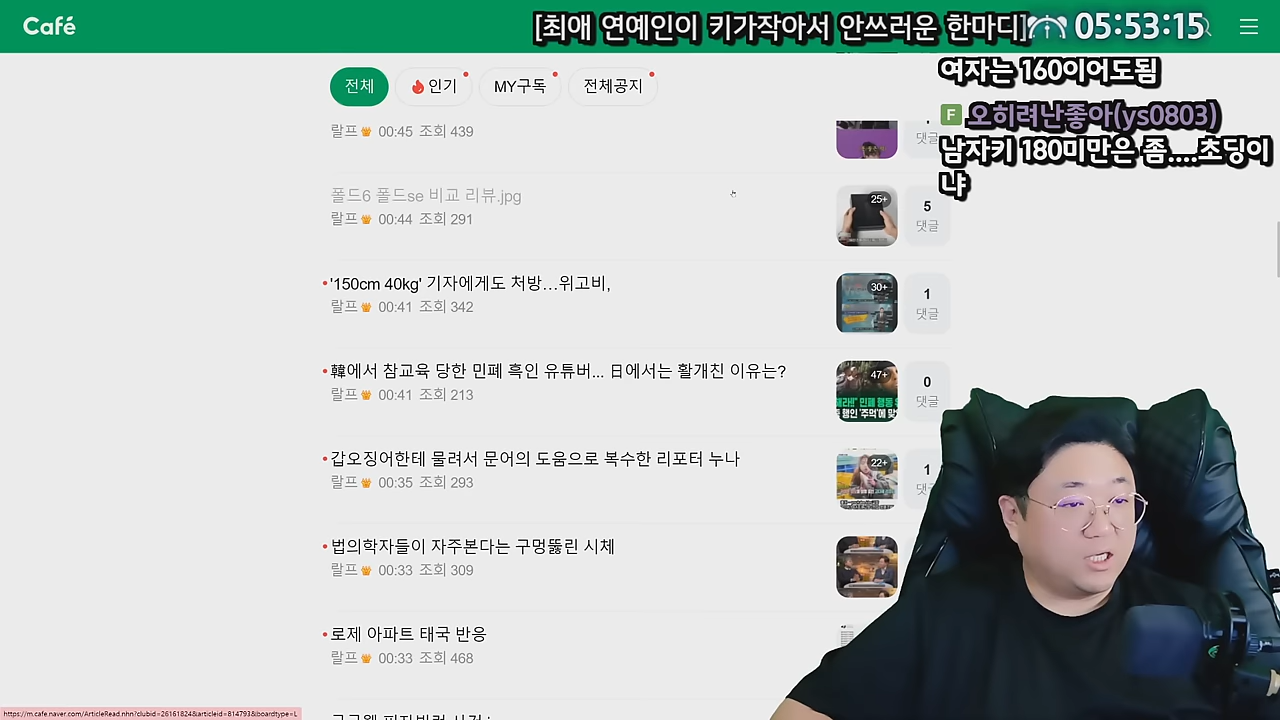 Café
[최애 연예인이 키가작아서 안쓰러운 한마디]
05:53:15
여자는 160이어도됨
F 오히려난좋아(ys0803)
남자키 180미만은 좀....초딩이
냐
전체
인기
MY구독
전체공지
랄프 00:45 조회 439
댓글
폴드6 폴드se 비교 리뷰.jpg
랄프 00:44 조회 291
25+
5
댓글
'150cm 40kg' 기자에게도 처방…위고비,
랄프 00:41 조회 342
30+
1
댓글
韓에서 참교육 당한 민폐 흑인 유튜버... 日에서는 활개친 이유는?
랄프 00:41 조회 213
47+
0
댓글
갑오징어한테 물려서 문어의 도움으로 복수한 리포터 누나
랄프 00:35 조회 293
22+
1
법의학자들이 자주본다는 구멍뚫린 시체
랄프 00:33 조회 309
로제 아파트 태국 반응
랄프 00:33 조회 468
https://m.cafe.naver.com/ArticleRead.nhn?clubid=26161824&articleid=814793&boardtype=L